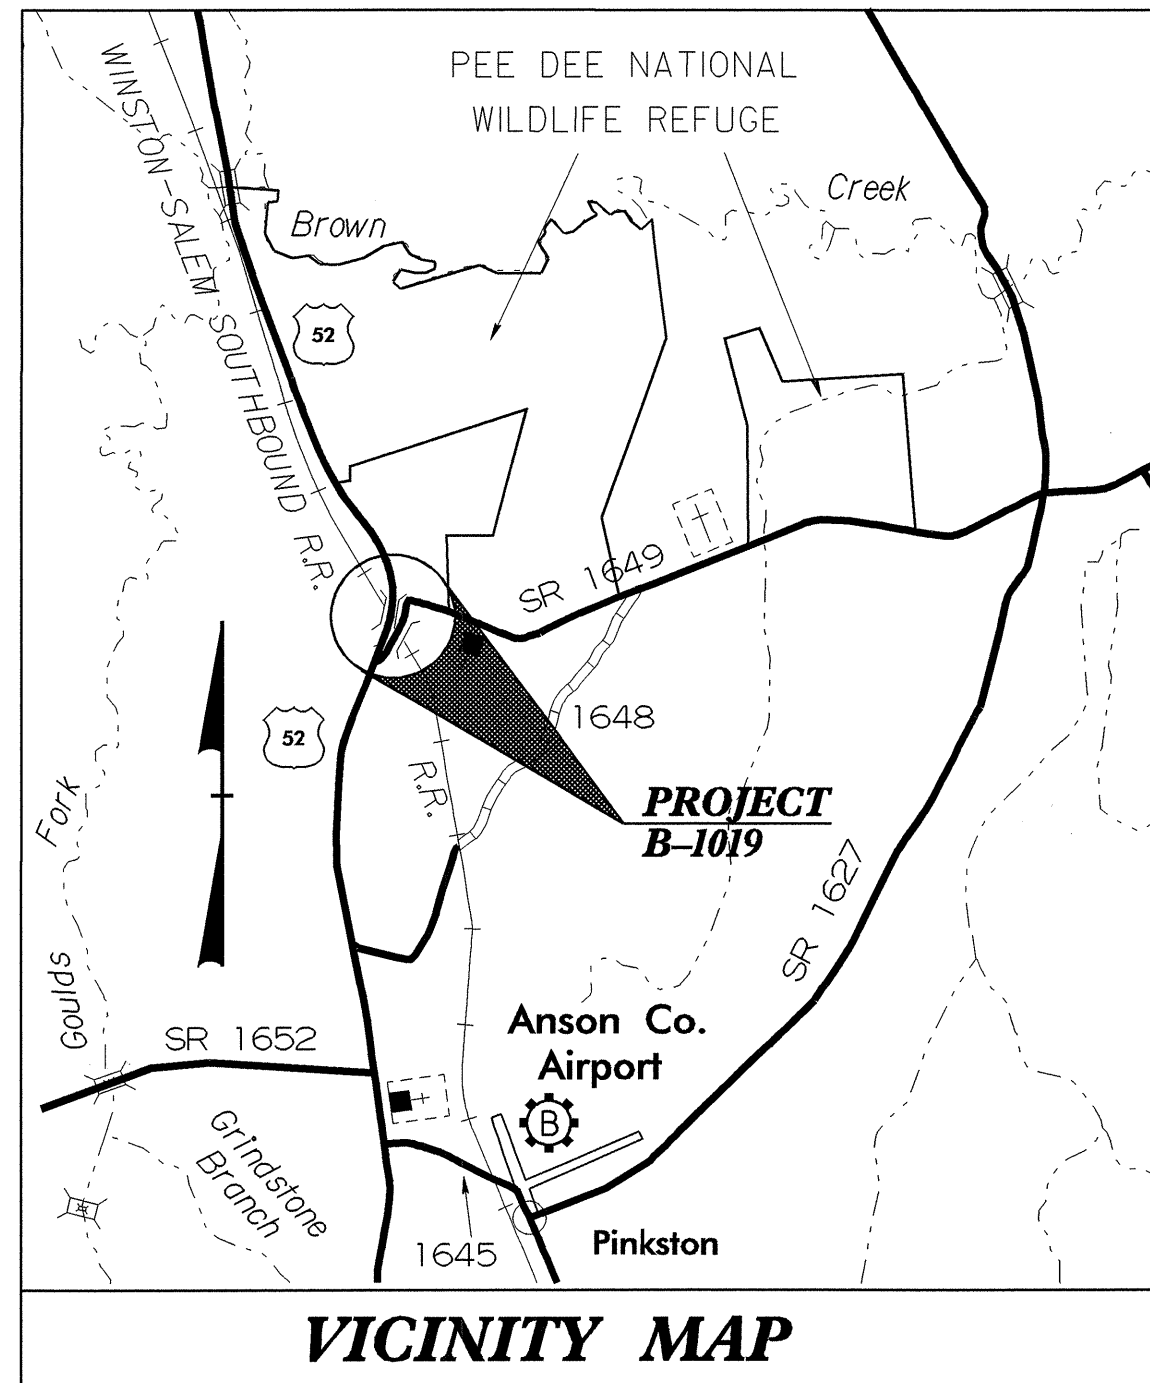 PEE DEE NATIONAL
WILDLIFE REFUGE
WINSTON-SALEM SOUTHBOUND R.R.
Creek
Brown
52
SR 1649
1648
52
R.R.
PROJECT
B-1019
Fork
Goulds
SR 1627
Anson Co.
Airport
SR 1652
B
Grindstone
Branch
1645
Pinkston
VICINITY MAP